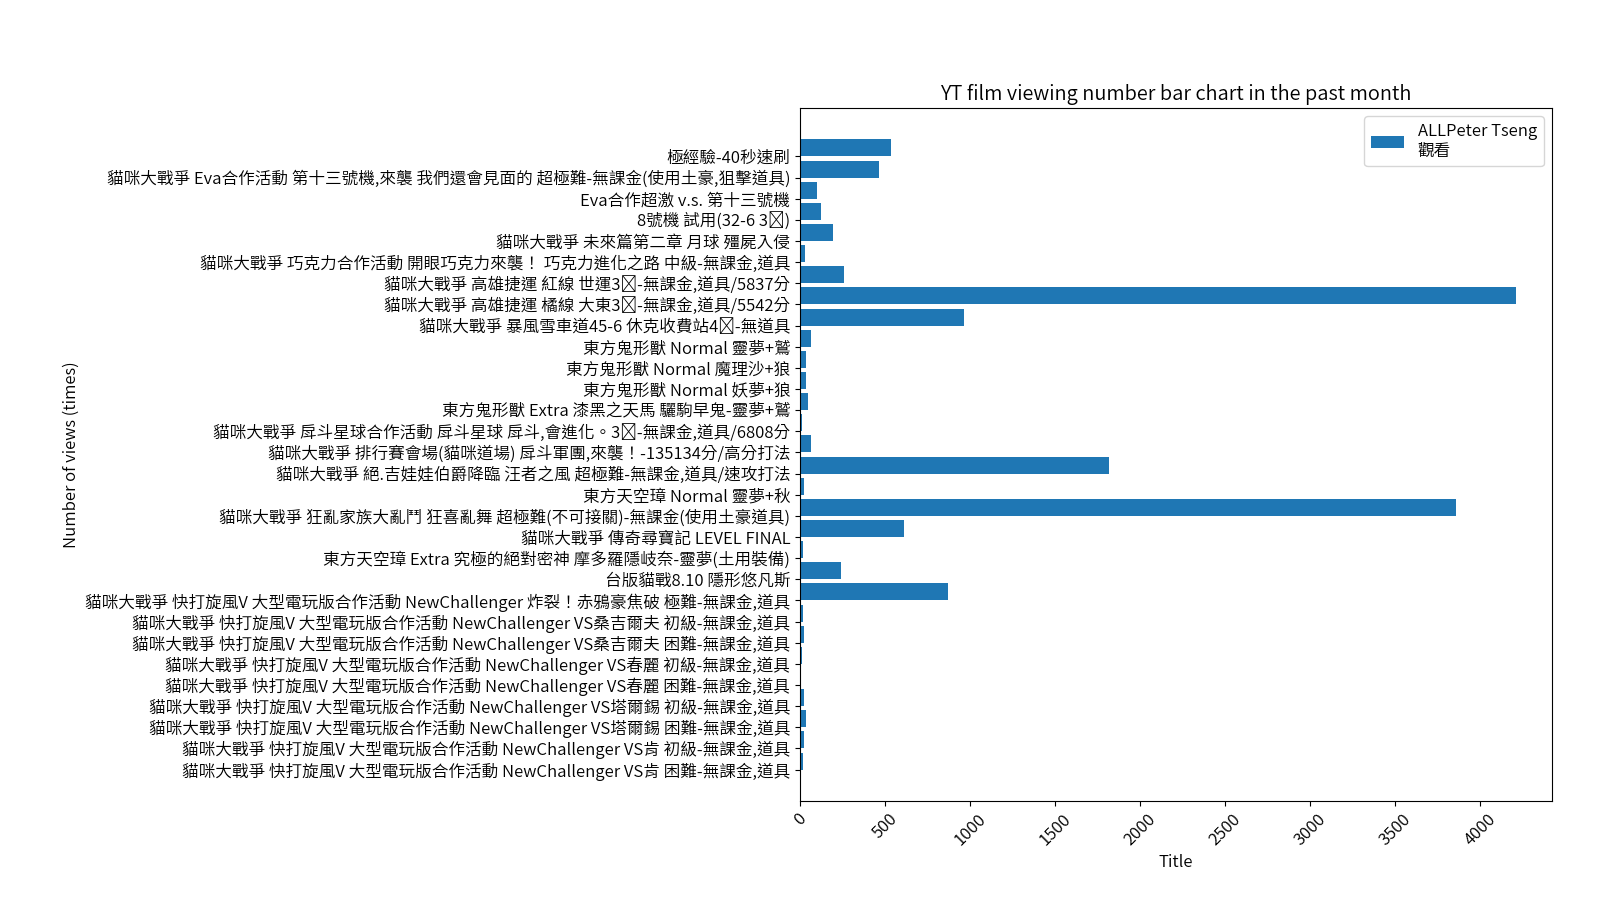 YT film viewing number bar chart in the past month
ALLPeter Tseng
觀看
極經驗-40秒速刷
貓咪大戰爭 Eva合作活動 第十三號機,來襲 我們還會見面的 超極難-無課金(使用土豪,狙擊道具)
Eva合作超激 v.s. 第十三號機
8號機 試用(32-6 3)
貓咪大戰爭 未來篇第二章 月球 殭屍入侵
貓咪大戰爭 巧克力合作活動 開眼巧克力來襲！ 巧克力進化之路 中級-無課金,道具
貓咪大戰爭 高雄捷運 紅線 世運3-無課金,道具/5837分
貓咪大戰爭 高雄捷運 橘線 大東3-無課金,道具/5542分
貓咪大戰爭 暴風雪車道45-6 休克收費站4-無道具
東方鬼形獸 Normal 靈夢+鷲
東方鬼形獸 Normal 魔理沙+狼
東方鬼形獸 Normal 妖夢+狼
東方鬼形獸 Extra 漆黑之天馬 驪駒早鬼-靈夢+鷲
貓咪大戰爭 戽斗星球合作活動 戽斗星球 戽斗,會進化。3-無課金,道具/6808分
貓咪大戰爭 排行賽會場(貓咪道場) 戽斗軍團,來襲！-135134分/高分打法
貓咪大戰爭 絕.吉娃娃伯爵降臨 汪者之風 超極難-無課金,道具/速攻打法
東方天空璋 Normal 靈夢+秋
貓咪大戰爭 狂亂家族大亂鬥 狂喜亂舞 超極難(不可接關)-無課金(使用土豪道具)
貓咪大戰爭 傳奇尋寶記 LEVEL FINAL
東方天空璋 Extra 究極的絕對密神 摩多羅隱岐奈-靈夢(土用裝備)
台版貓戰8.10 隱形悠凡斯
貓咪大戰爭 快打旋風V 大型電玩版合作活動 NewChallenger 炸裂！赤鴉豪焦破 極難-無課金,道具
貓咪大戰爭 快打旋風V 大型電玩版合作活動 NewChallenger VS桑吉爾夫 初級-無課金,道具
貓咪大戰爭 快打旋風V 大型電玩版合作活動 NewChallenger VS桑吉爾夫 困難-無課金,道具
貓咪大戰爭 快打旋風V 大型電玩版合作活動 NewChallenger VS春麗 初級-無課金,道具
貓咪大戰爭 快打旋風V 大型電玩版合作活動 NewChallenger VS春麗 困難-無課金,道具
貓咪大戰爭 快打旋風V 大型電玩版合作活動 NewChallenger VS塔爾錫 初級-無課金,道具
貓咪大戰爭 快打旋風V 大型電玩版合作活動 NewChallenger VS塔爾錫 困難-無課金,道具
貓咪大戰爭 快打旋風V 大型電玩版合作活動 NewChallenger VS肯 初級-無課金,道具
貓咪大戰爭 快打旋風V 大型電玩版合作活動 NewChallenger VS肯 困難-無課金,道具
Number of views (times)
0 500 1000 1500 2000 2500 3000 3500 4000
Title